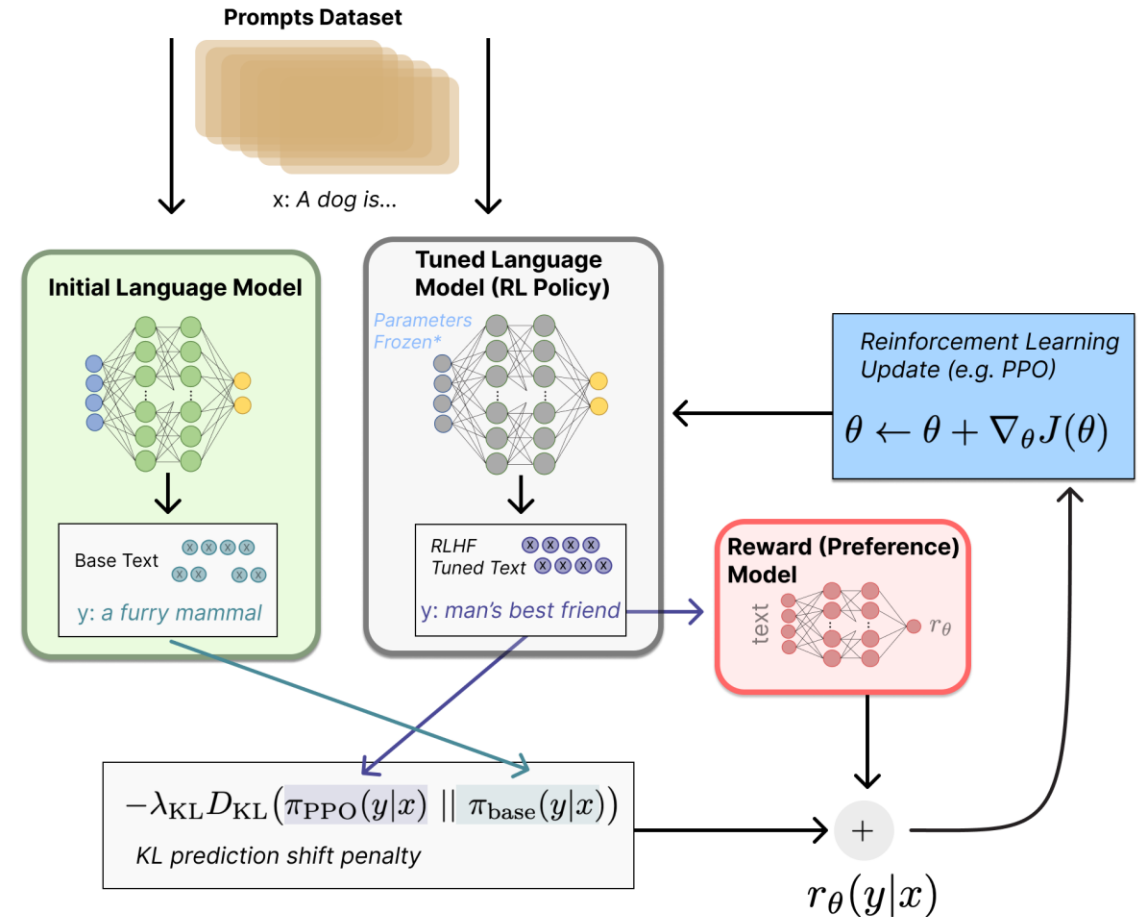 Prompts Dataset
x: A dog is...
Initial Language Model
Tuned Language
Model (RL Policy)
Parameters
Frozen*
Reinforcement Learning
Update (e.g. PPO)
θ ← θ + ∇θJ(θ)
Base Text
x x x x
x x x x
y: a furry mammal
RLHF
Tuned Text
x x x x
x x x x
y: man's best friend
Reward (Preference)
Model
text
rθ
−λKL DKL(πPPO(y|x) || πbase(y|x))
KL prediction shift penalty
+
rθ(y|x)